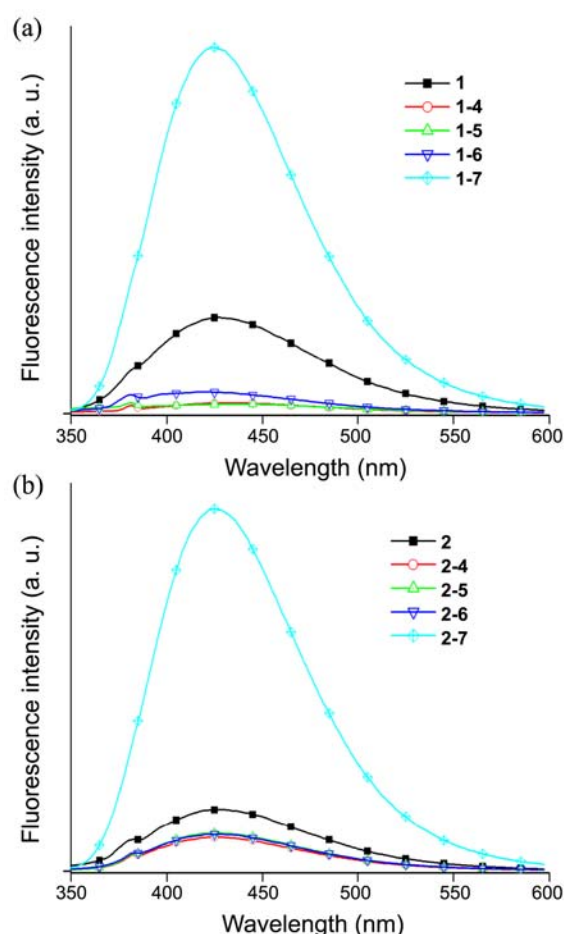 (a)
Fluorescence intensity (a. u.)
1
1-4
1-5
1-6
1-7
350 400 450 500 550 600
Wavelength (nm)
(b)
Fluorescence intensity (a. u.)
2
2-4
2-5
2-6
2-7
350 400 450 500 550 600
Wavelength (nm)